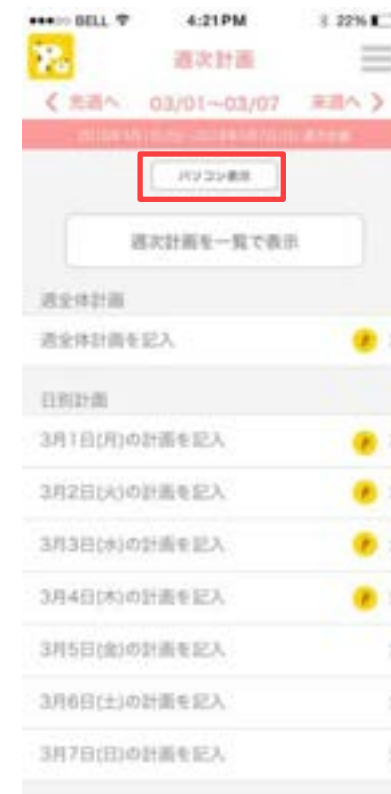 BELL 4:21PM 22%
週次計画
先週へ 03/01~03/07 来週へ
パソコン表示
週次計画を一覧で表示
週全体計画
週全体計画を記入
日別計画
3月1日(月)の計画を記入
3月2日(火)の計画を記入
3月3日(水)の計画を記入
3月4日(木)の計画を記入
3月5日(金)の計画を記入
3月6日(土)の計画を記入
3月7日(日)の計画を記入